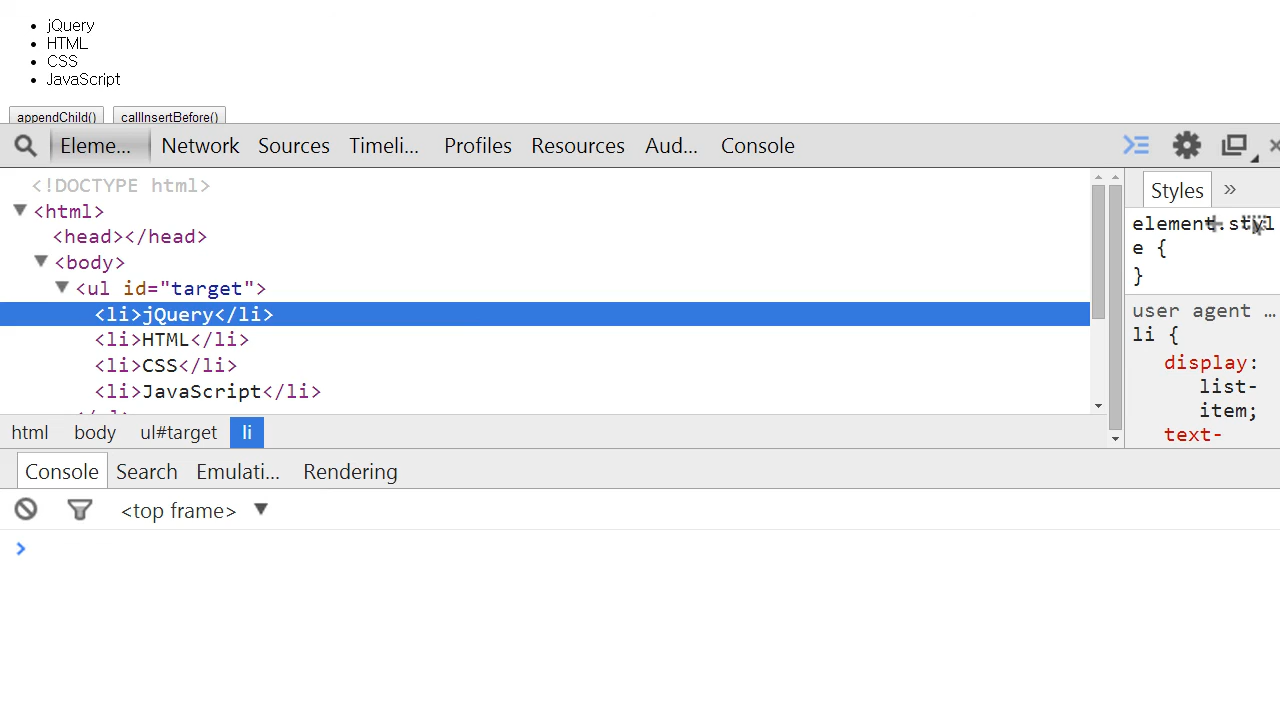 jQuery
HTML
CSS
JavaScript
appendChild() callInsertBefore()
Eleme... Network Sources Timeli... Profiles Resources Aud... Console
<!DOCTYPE html>
<html>
<head></head>
<body>
<ul id="target">
<li>jQuery</li>
<li>HTML</li>
<li>CSS</li>
<li>JavaScript</li>
html body ul#target li
Styles »
element.styl
e {
}
user agent …
li {
display:
list-
item;
text-
Console Search Emulati... Rendering
<top frame>